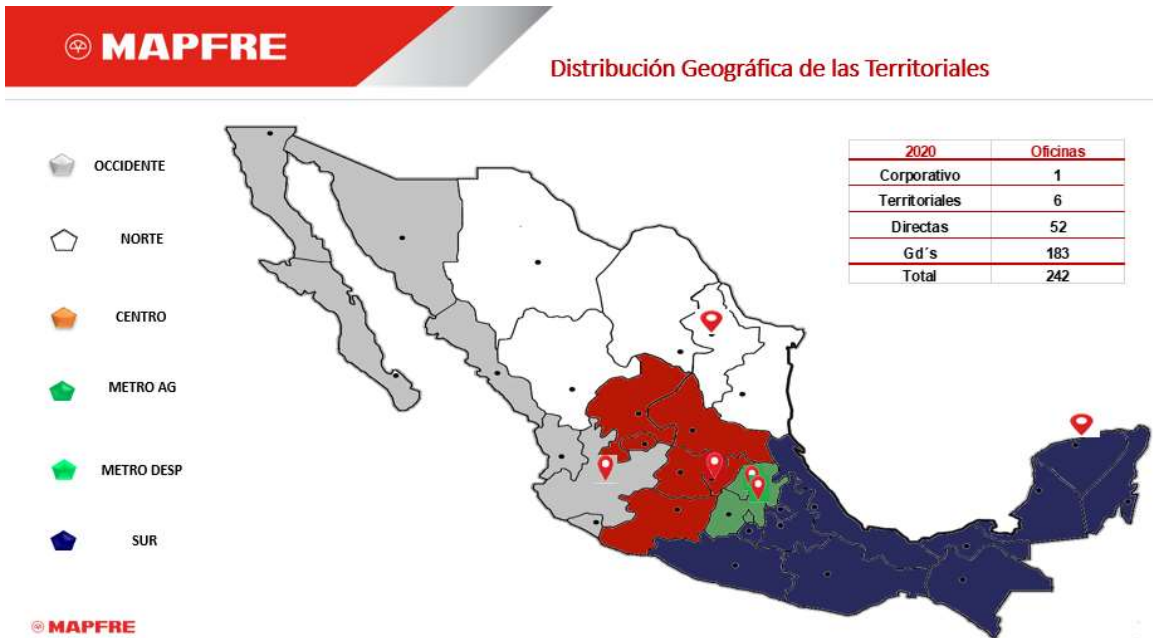 MAPFRE
Distribución Geográfica de las Territoriales
OCCIDENTE
NORTE
CENTRO
METRO AG
METRO DESP
SUR
2020 Oficinas
Corporativo 1
Territoriales 6
Directas 52
Gd´s 183
Total 242
MAPFRE